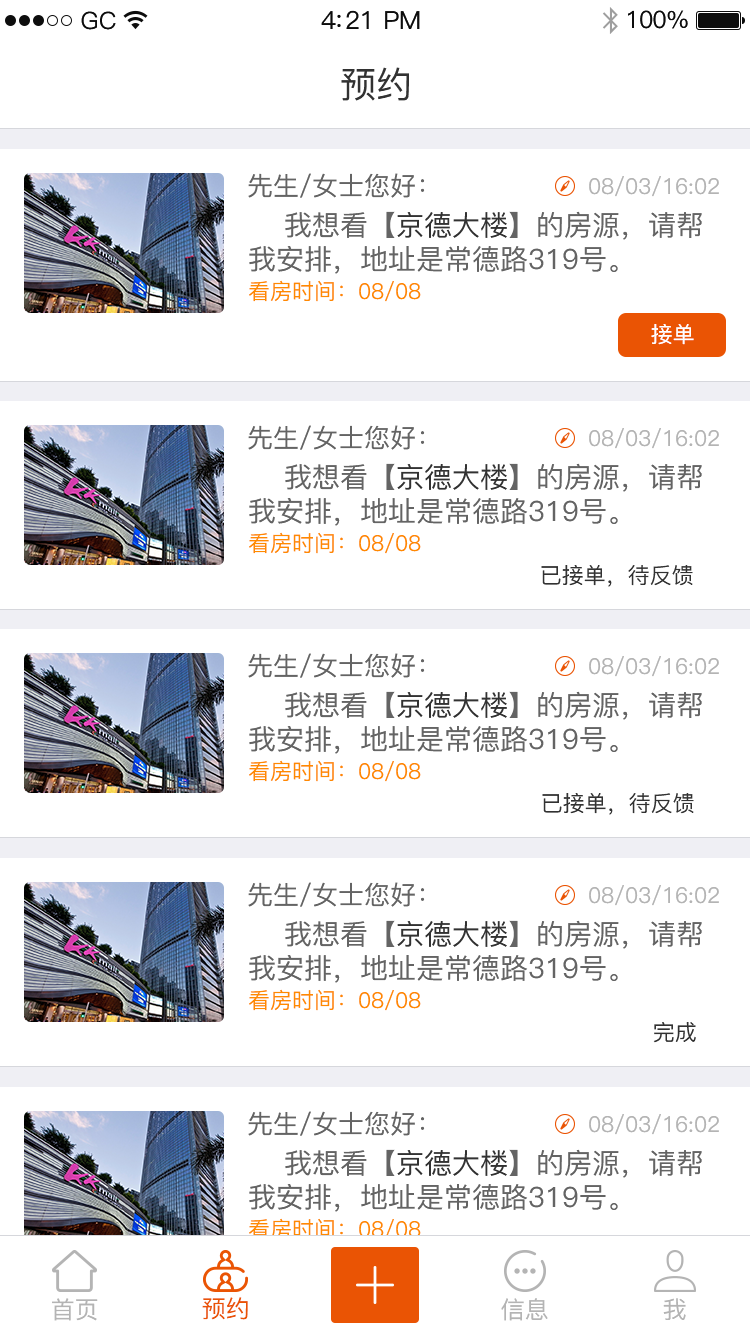 GC 4:21 PM 100%
预约
先生/女士您好： 08/03/16:02
我想看【京德大楼】的房源，请帮
我安排，地址是常德路319号。
看房时间：08/08
接单
先生/女士您好： 08/03/16:02
我想看【京德大楼】的房源，请帮
我安排，地址是常德路319号。
看房时间：08/08
已接单，待反馈
先生/女士您好： 08/03/16:02
我想看【京德大楼】的房源，请帮
我安排，地址是常德路319号。
看房时间：08/08
已接单，待反馈
先生/女士您好： 08/03/16:02
我想看【京德大楼】的房源，请帮
我安排，地址是常德路319号。
看房时间：08/08
完成
先生/女士您好： 08/03/16:02
我想看【京德大楼】的房源，请帮
我安排，地址是常德路319号。
看房时间：08/08
首页 预约 信息 我